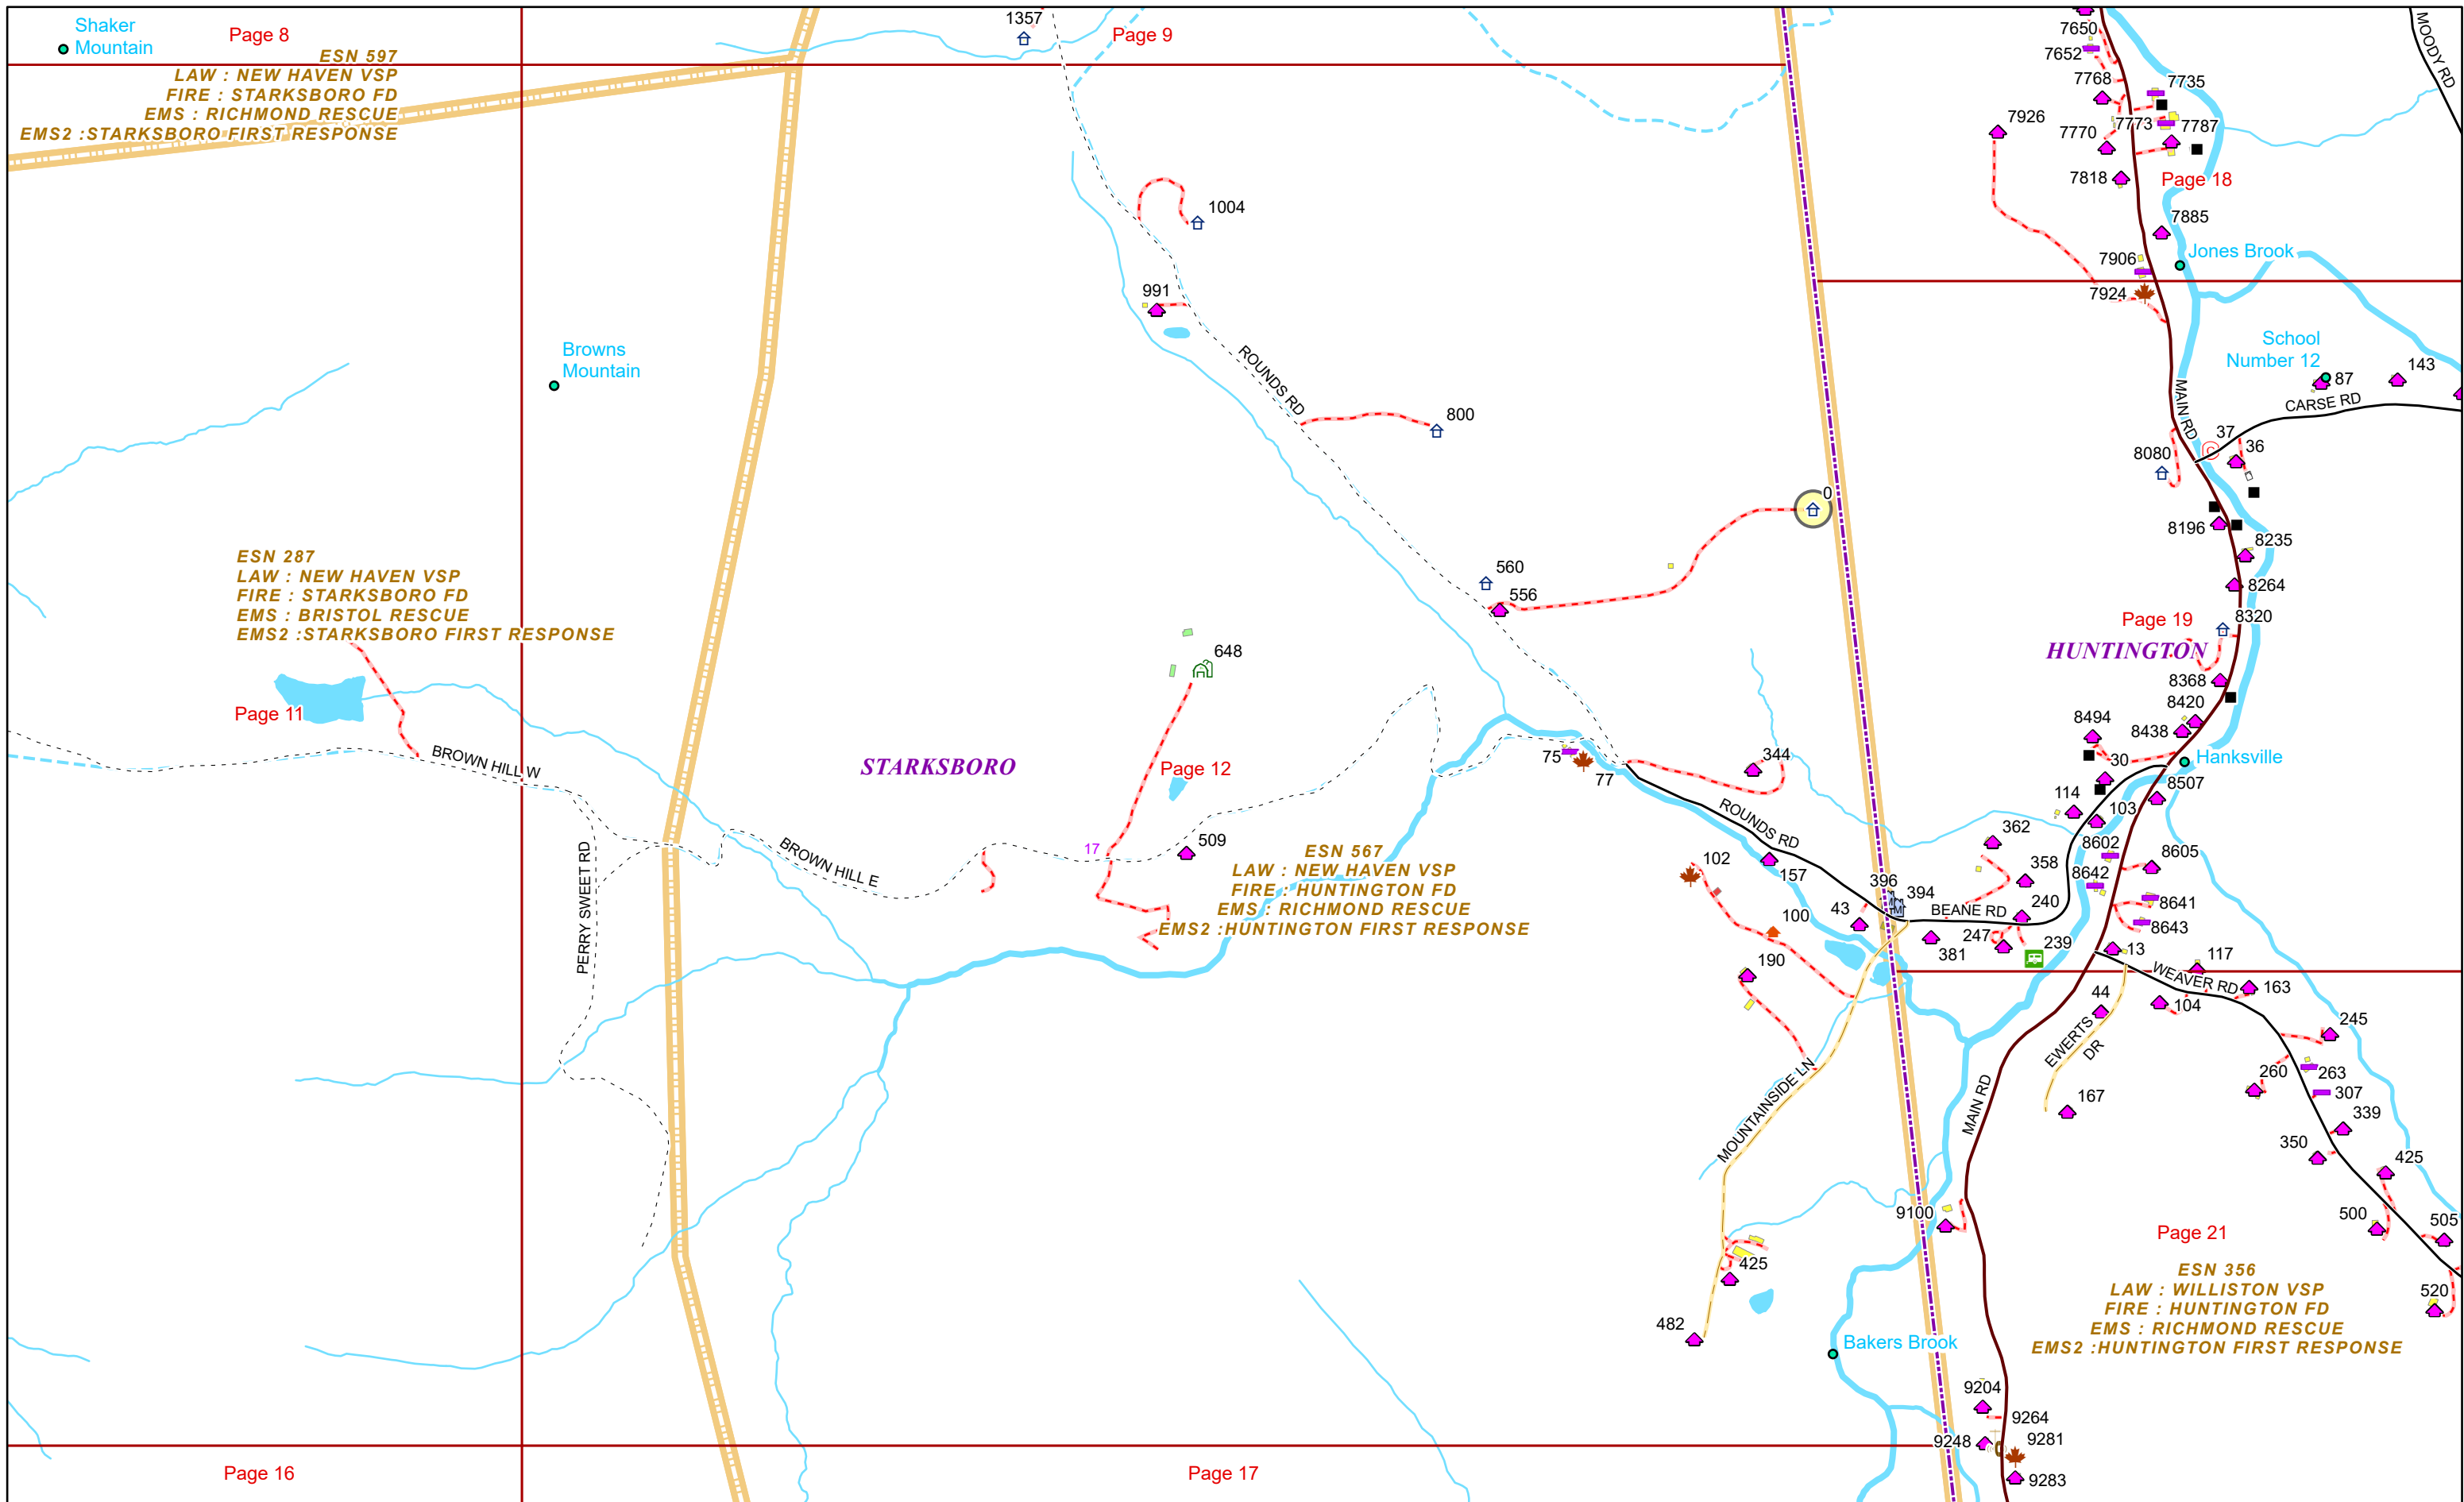 Shaker
Mountain
Page 8
ESN 597
LAW : NEW HAVEN VSP
FIRE : STARKSBORO FD
EMS : RICHMOND RESCUE
EMS2 :STARKSBORO FIRST RESPONSE
1357
Page 9
7650
7652
7768
7735
7926
7770
7773
7787
7818
Page 18
MOODY RD
1004
7885
7906
Jones Brook
991
7924
Browns
Mountain
ROUNDS RD
School
Number 12
87
143
CARSE RD
MAIN RD
800
37
36
8080
0
8196
8235
560
556
8264
ESN 287
LAW : NEW HAVEN VSP
FIRE : STARKSBORO FD
EMS : BRISTOL RESCUE
EMS2 :STARKSBORO FIRST RESPONSE
Page 19
8320
HUNTINGTON
648
8368
Page 11
8420
8494
8438
BROWN HILL W
STARKSBORO
Page 12
75
77
344
30
Hanksville
8507
114
103
ROUNDS RD
362
17
509
BROWN HILL E
PERRY SWEET RD
ESN 567
LAW : NEW HAVEN VSP
FIRE : HUNTINGTON FD
EMS : RICHMOND RESCUE
EMS2 :HUNTINGTON FIRST RESPONSE
102
157
358
8602
8605
8642
396
394
43
BEANE RD
240
8641
100
247
8643
381
239
13
117
190
WEAVER RD
163
44
104
EWERTS
DR
245
MOUNTAINSIDE LN
MAIN RD
167
260
263
307
339
350
425
9100
500
505
Page 21
425
ESN 356
LAW : WILLISTON VSP
FIRE : HUNTINGTON FD
EMS : RICHMOND RESCUE
EMS2 :HUNTINGTON FIRST RESPONSE
520
482
Bakers Brook
9204
9264
9248
9281
9283
Page 16
Page 17